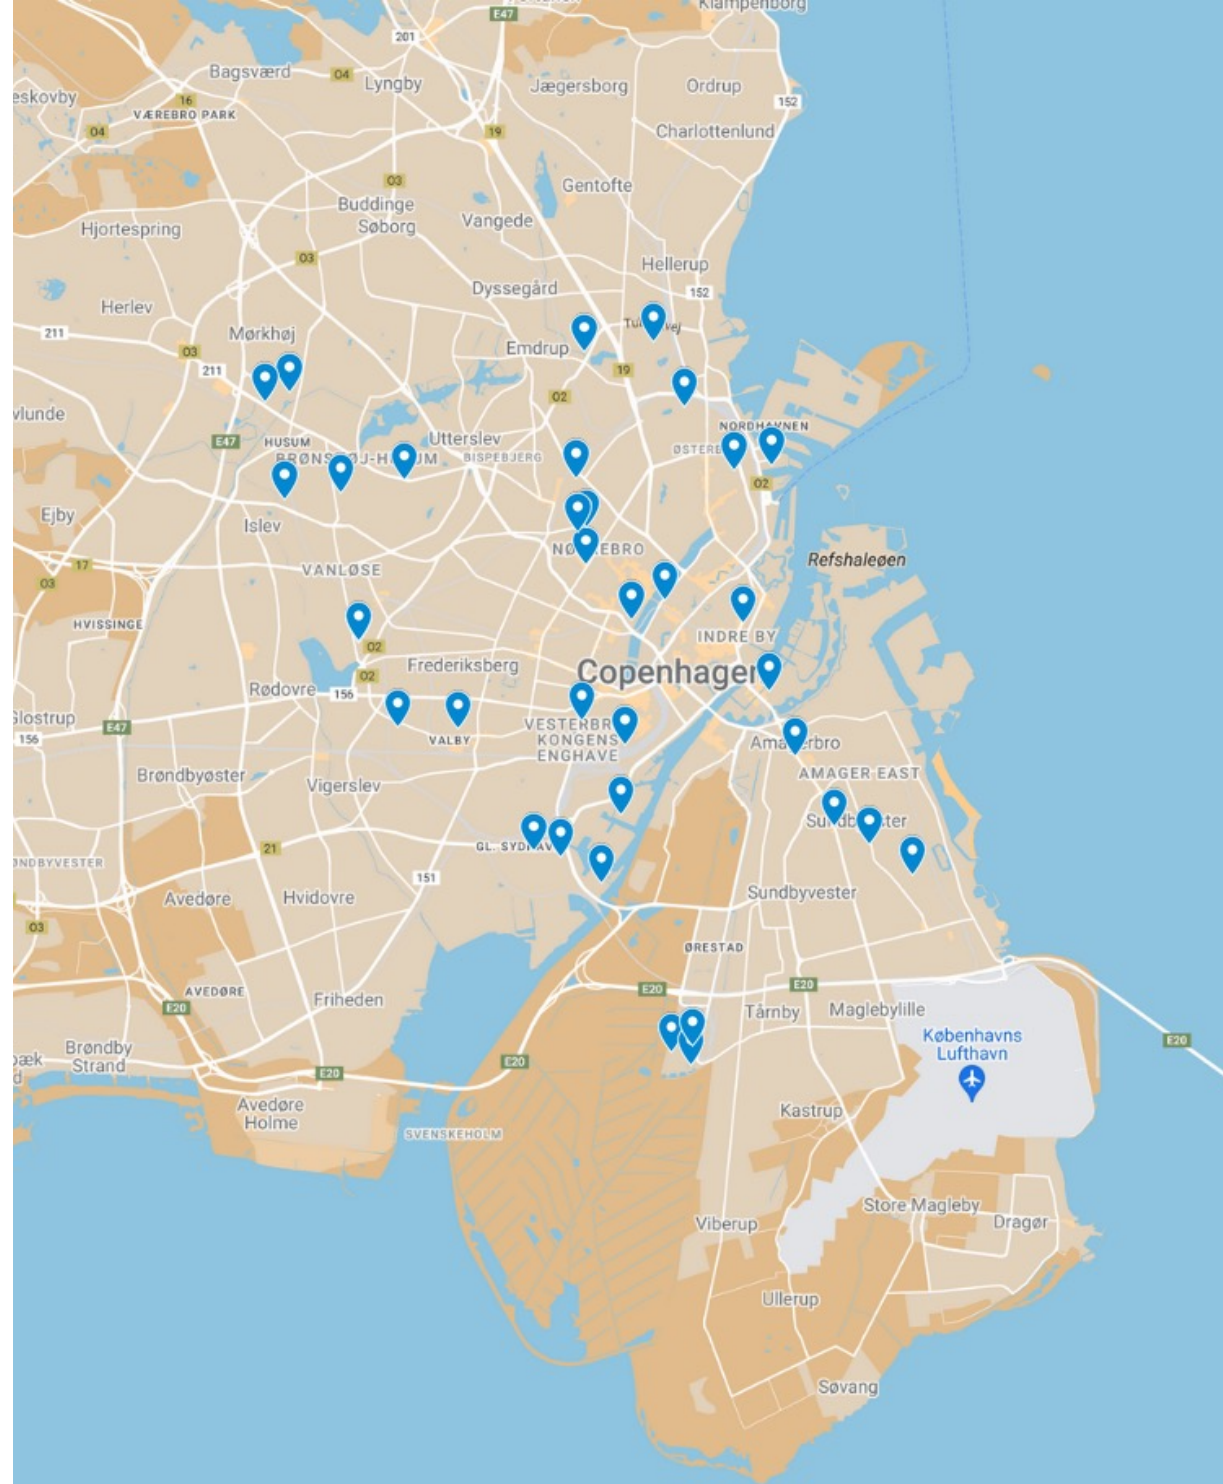 Klampenborg
E47
201
Bagsværd
04
Lyngby
Jægersborg
Ordrup
eskovby
16
VÆREBRO PARK
152
04
19
Charlottenlund
03
Gentofte
Buddinge
Søborg
Vangede
Hjortespring
03
Hellerup
Dyssegård
152
Herlev
211
Mørkhøj
Emdrup
03
211
19
02
vlunde
E47
HUSUM
Utterslev
NORDHAVNEN
BISPEBJERG
02
Ejby
Islev
Refshaleøen
17
VANLØSE
03
HVISSINGE
INDRE BY
02
Frederiksberg
Copenhagen
02
Rødovre
156
Glostrup
E47
156
VALBY
KONGENS
ENGHAVE
Brøndbyøster
Vigerslev
AMAGER EAST
21
151
Avedøre
Hvidovre
Sundbyvester
03
ØRESTAD
AVEDØRE
E20
Friheden
E20
E20
Tårnby
Maglebylille
Københavns
Lufthavn
E20
Brøndby
Strand
E20
E20
Avedøre
Holme
Kastrup
SVENSKEHOLM
Store Magleby
Viberup
Dragør
Ullerup
Søvang